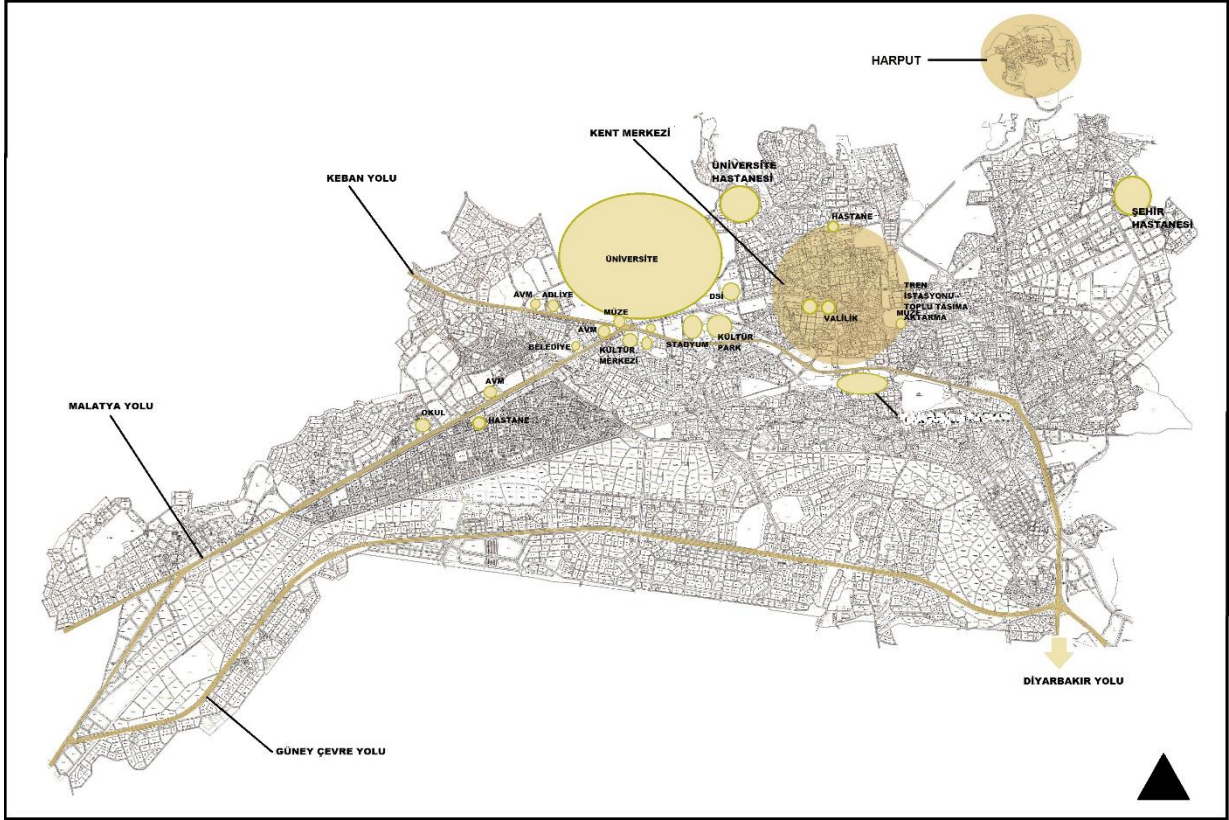 HARPUT
KENT MERKEZİ
ÜNİVERSİTE
HASTANESİ
KEBAN YOLU
ŞEHİR
HASTANESİ
HASTANE
ÜNİVERSİTE
TREN
İSTASYONU -
TOPLU TAŞIMA
AKTARMA
MÜZE
DSİ
AVM
ADLİYE
MÜZE
VALİLİK
AVM
STADYUM
KÜLTÜR
PARK
BELEDİYE
KÜLTÜR
MERKEZİ
AVM
MALATYA YOLU
OKUL
HASTANE
DİYARBAKIR YOLU
GÜNEY ÇEVRE YOLU